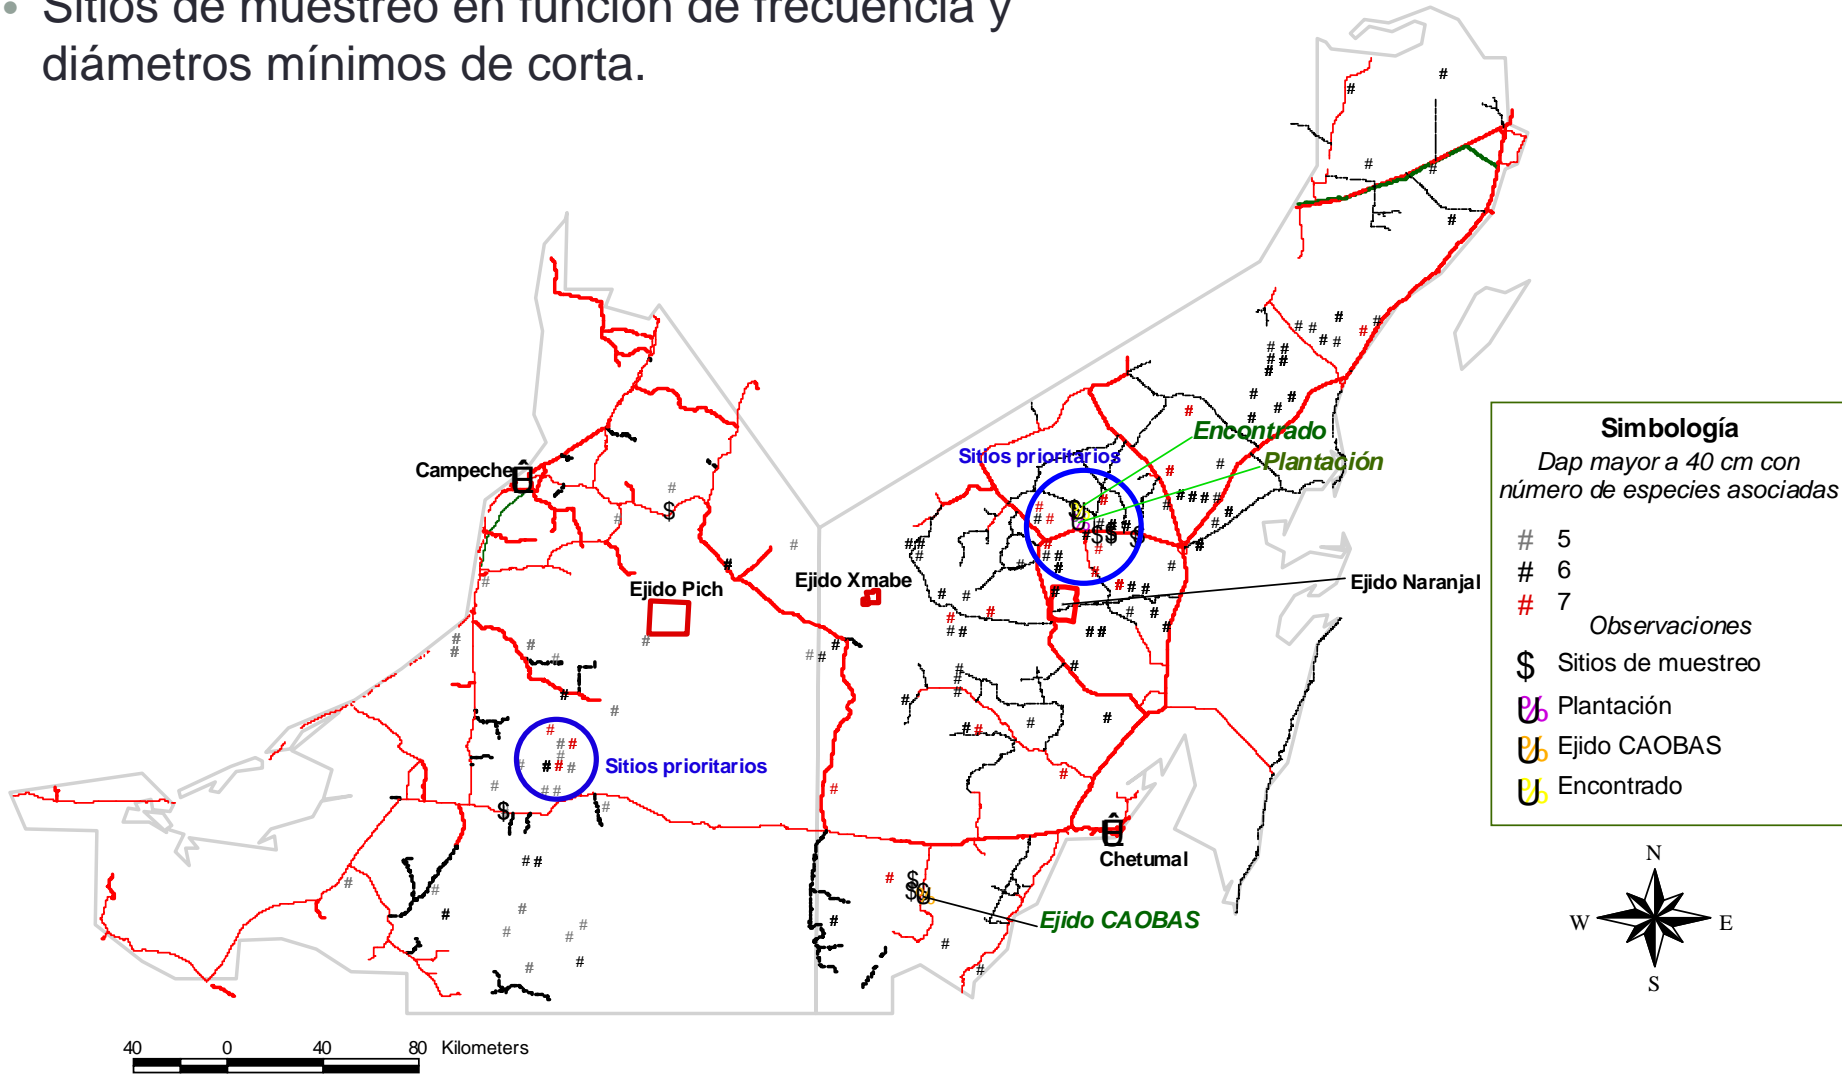 • Sitios de muestreo en función de frecuencia y
diámetros mínimos de corta.
Encontrado
Sitios prioritarios
Plantación
Campeche
Ejido Xmabe
Ejido Pich
Ejido Naranjal
Sitios prioritarios
Chetumal
Ejido CAOBAS
Simbología
Dap mayor a 40 cm con
número de especies asociadas
# 5
# 6
# 7
Observaciones
$ Sitios de muestreo
Plantación
Ejido CAOBAS
Encontrado
N
W E
S
40 0 40 80 Kilometers